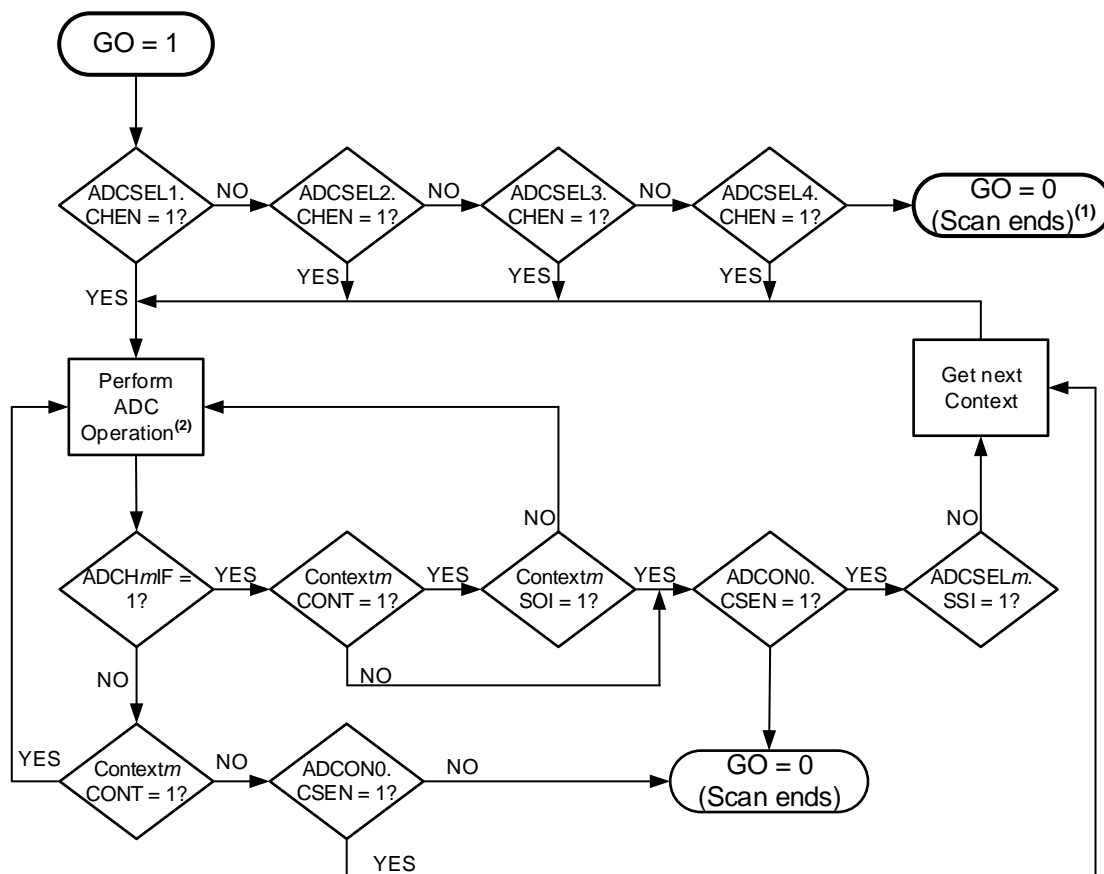 GO = 1
ADCSEL1.
CHEN = 1?
NO
ADCSEL2.
CHEN = 1?
NO
ADCSEL3.
CHEN = 1?
NO
ADCSEL4.
CHEN = 1?
GO = 0
(Scan ends)(1)
YES
YES
YES
YES
Perform
ADC
Operation(2)
Get next
Context
NO
NO
ADCHmIF =
1?
YES
Contextm
CONT = 1?
YES
Contextm
SOI = 1?
YES
ADCON0.
CSEN = 1?
YES
ADCSELm.
SSI = 1?
NO
NO
YES
Contextm
CONT = 1?
NO
ADCON0.
CSEN = 1?
NO
GO = 0
(Scan ends)
YES